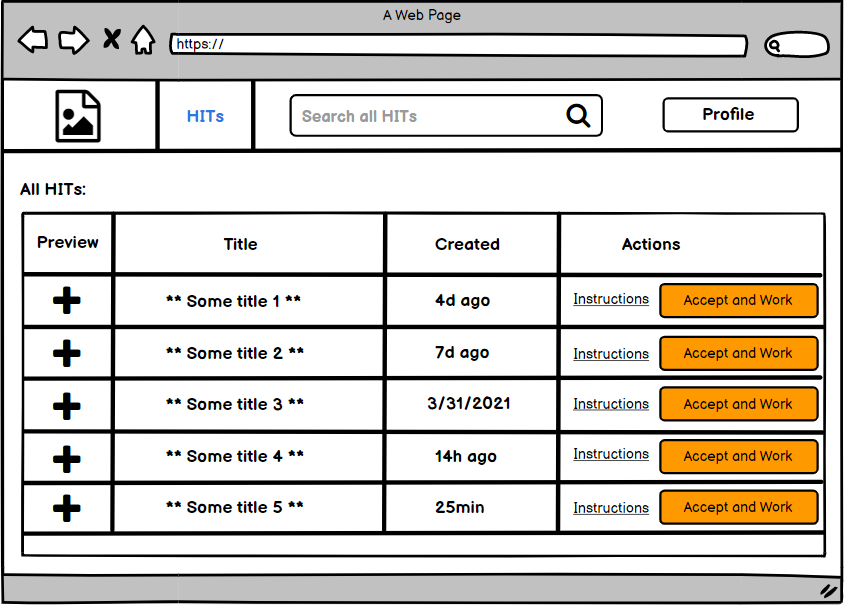 A Web Page
https://
HITs
Search all HITs
Profile
All HITs:
Preview Title Created Actions
** Some title 1 ** 4d ago Instructions Accept and Work
** Some title 2 ** 7d ago Instructions Accept and Work
** Some title 3 ** 3/31/2021 Instructions Accept and Work
** Some title 4 ** 14h ago Instructions Accept and Work
** Some title 5 ** 25min Instructions Accept and Work